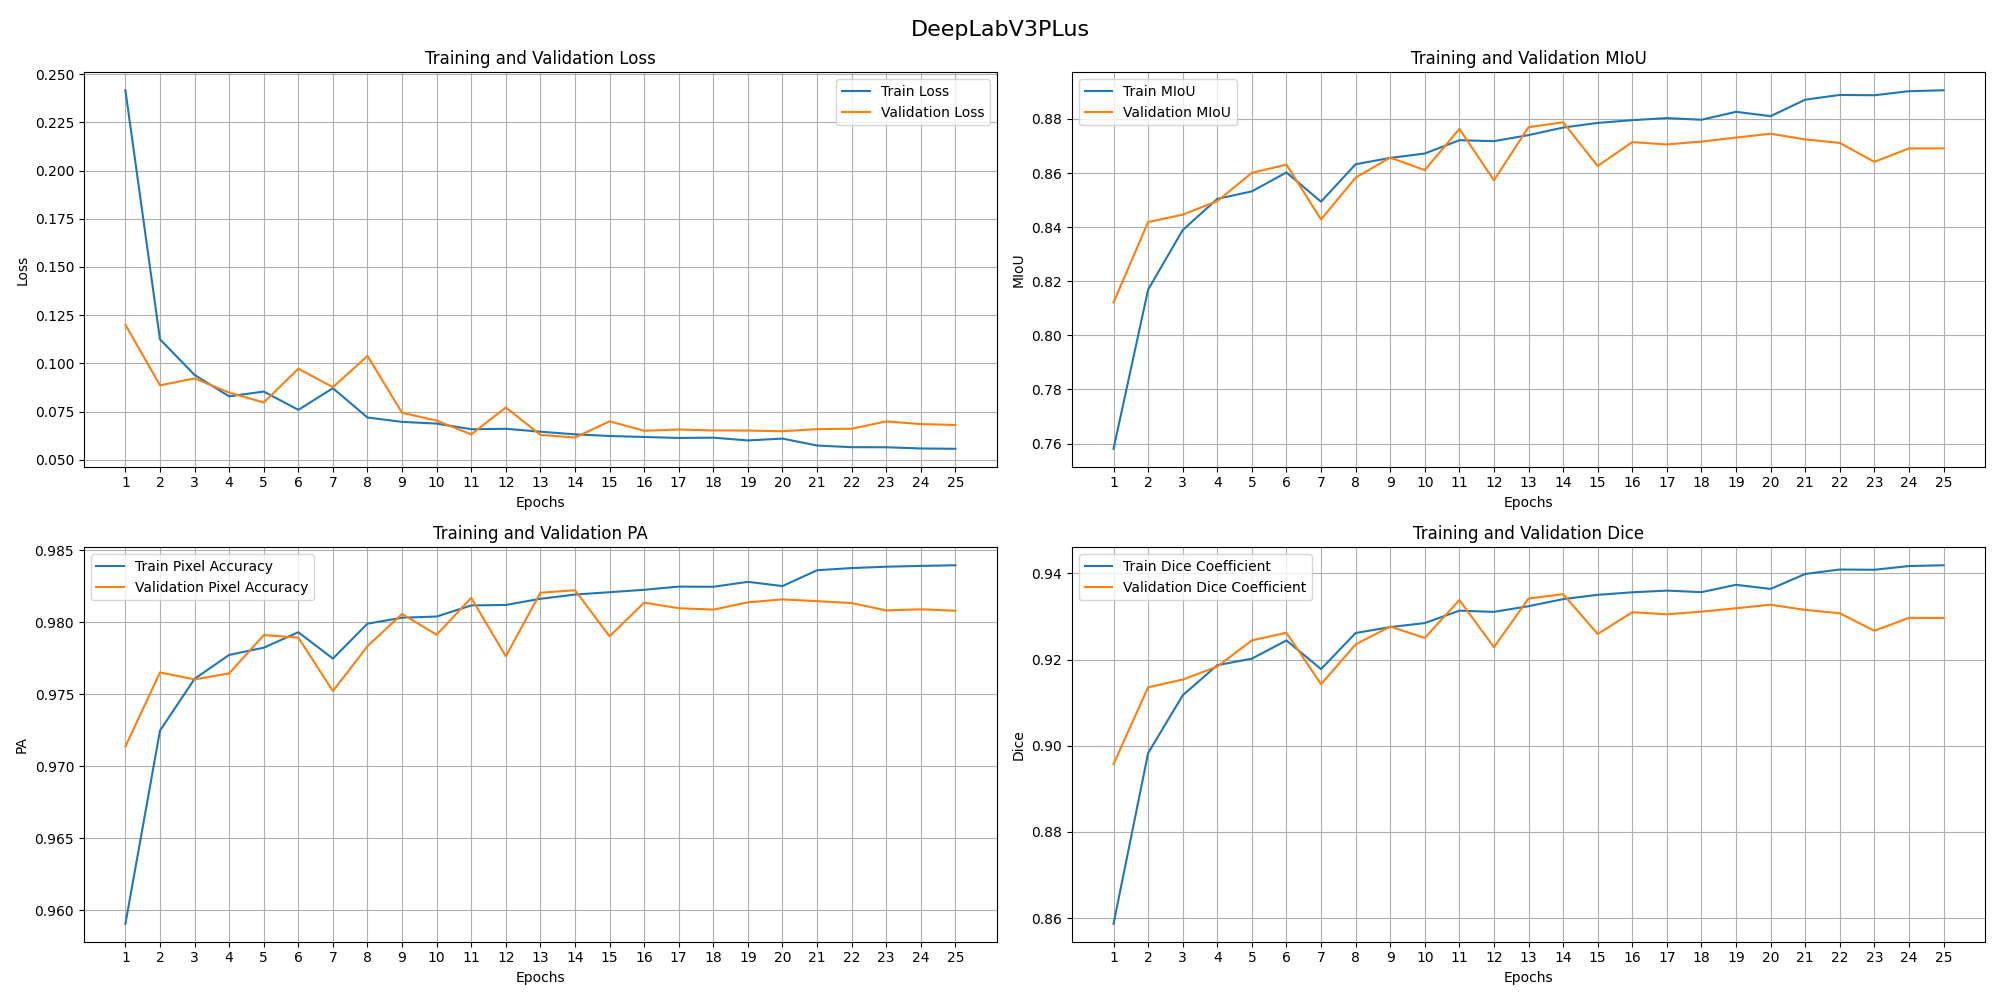 DeepLabV3PLus
Training and Validation Loss
0.250
0.225
0.200
0.175
0.150
0.125
0.100
0.075
0.050
Loss
Train Loss
Validation Loss
1 2 3 4 5 6 7 8 9 10 11 12 13 14 15 16 17 18 19 20 21 22 23 24 25
Epochs
Training and Validation MIoU
0.88
0.86
0.84
0.82
0.80
0.78
0.76
MIoU
Train MIoU
Validation MIoU
1 2 3 4 5 6 7 8 9 10 11 12 13 14 15 16 17 18 19 20 21 22 23 24 25
Epochs
Training and Validation PA
0.985
0.980
0.975
0.970
0.965
0.960
PA
Train Pixel Accuracy
Validation Pixel Accuracy
1 2 3 4 5 6 7 8 9 10 11 12 13 14 15 16 17 18 19 20 21 22 23 24 25
Epochs
Training and Validation Dice
0.94
0.92
0.90
0.88
0.86
Dice
Train Dice Coefficient
Validation Dice Coefficient
1 2 3 4 5 6 7 8 9 10 11 12 13 14 15 16 17 18 19 20 21 22 23 24 25
Epochs